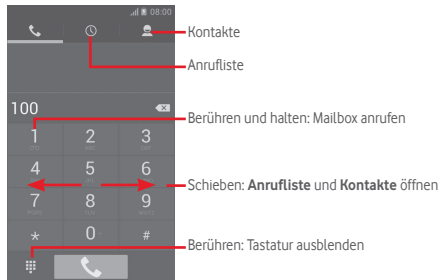 08:00
Kontakte
Anrufliste
100
Berühren und halten: Mailbox anrufen
1 2 3
4 5 6
Schieben: Anrufliste und Kontakte öffnen
7 8 9
* 0 #
Berühren: Tastatur ausblenden